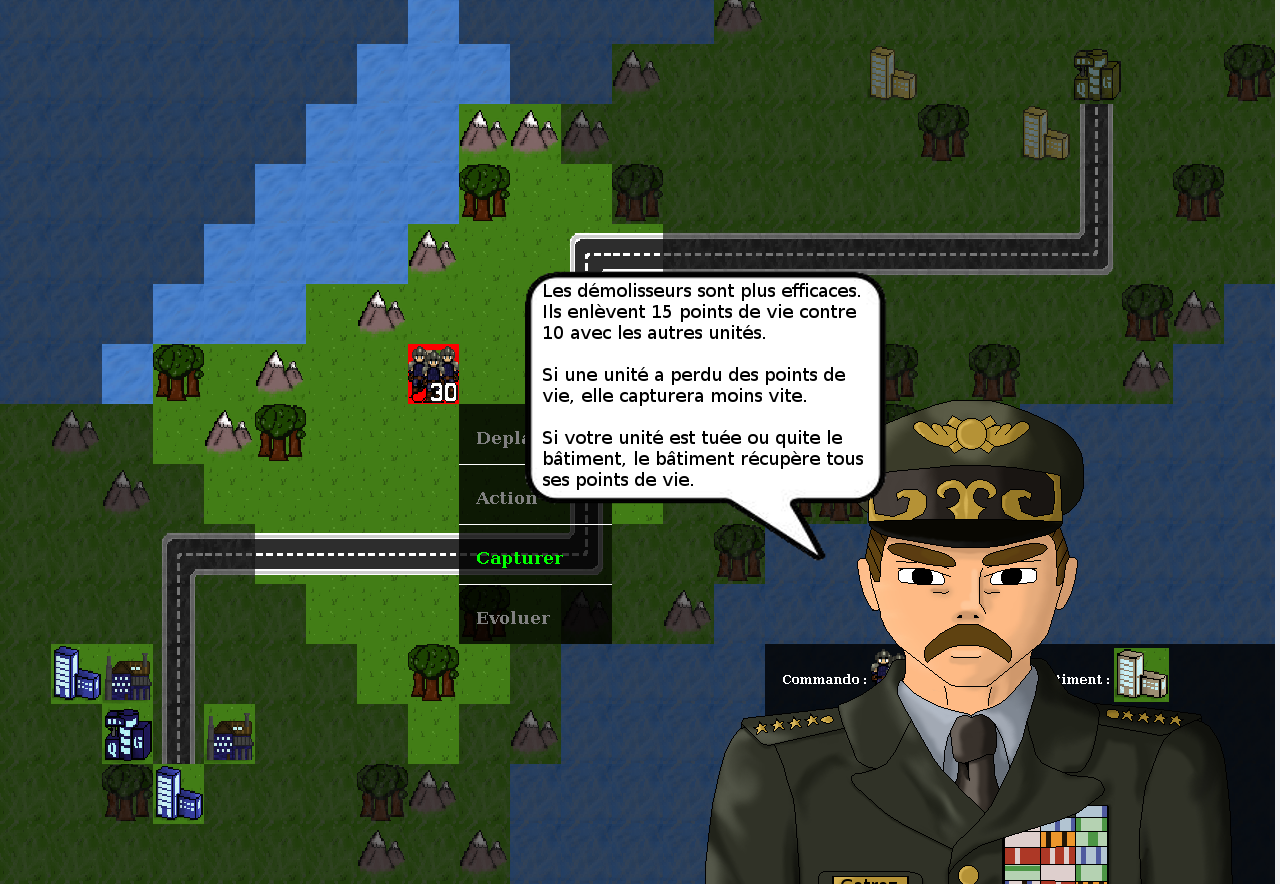 Les démolisseurs sont plus efficaces.
Ils enlèvent 15 points de vie contre
10 avec les autres unités.
Si une unité a perdu des points de
vie, elle capturera moins vite.
Si votre unité est tuée ou quite le
bâtiment, le bâtiment récupère tous
ses points de vie.
30
Action
Capturer
Evoluer
Commando :